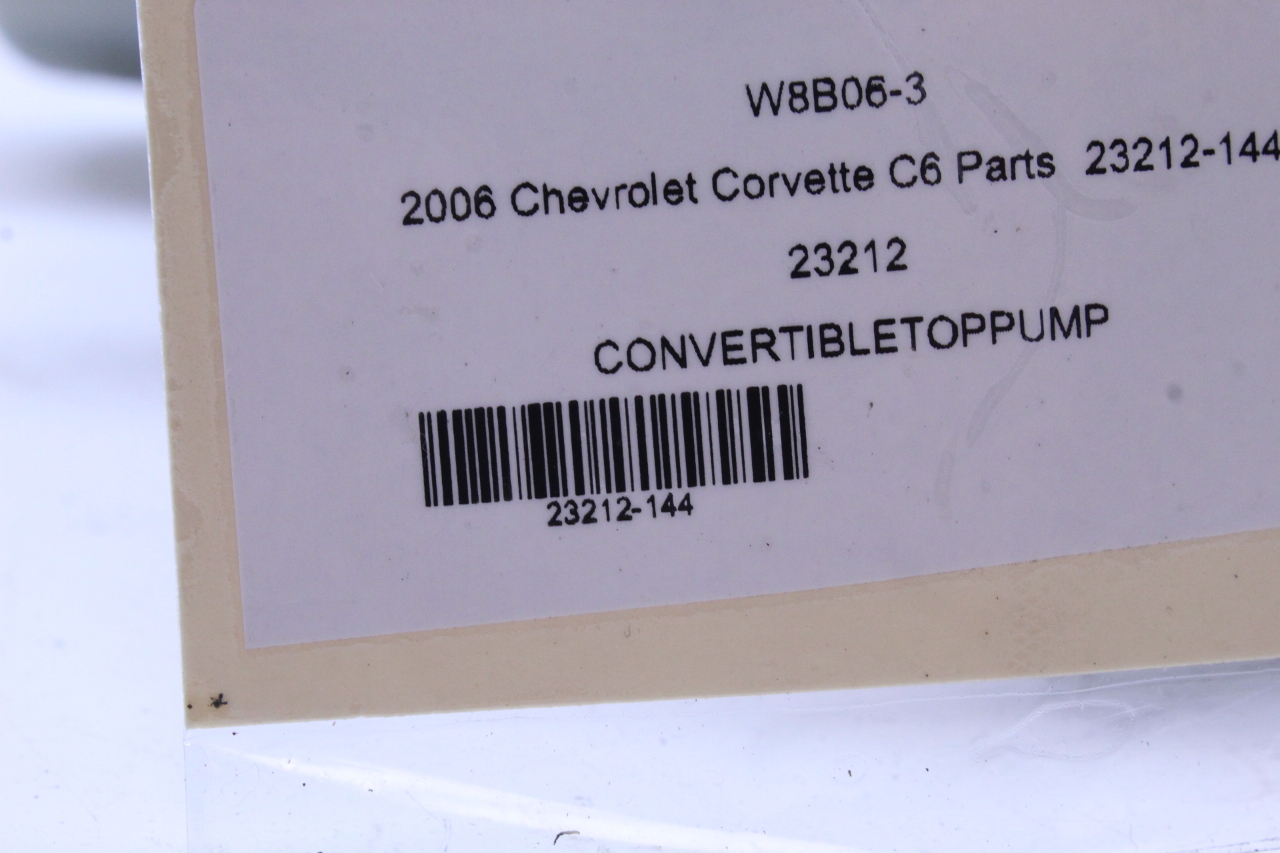 W8B06-3
2006 Chevrolet Corvette C6 Parts 23212-144
23212
CONVERTIBLETOPPUMP
23212-144